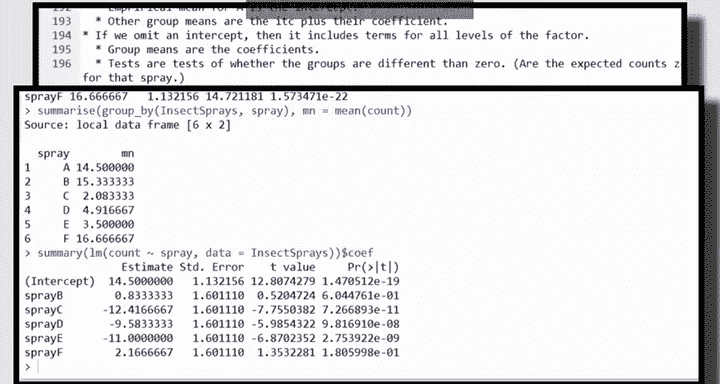 192 * Empirical mean for A is the intercept.
193 * Other group means are the itc plus their coefficient.
194 * If we omit an intercept, then it includes terms for all levels of the factor.
195 * Group means are the coefficients.
196 * Tests are tests of whether the groups are different than zero. (Are the expected counts z
for that spray.)
sprayF 16.666667 1.132156 14.721181 1.573471e-22
> summarise(group_by(InsectSprays, spray), mn = mean(count))
Source: local data frame [6 x 2]
spray mn
1 A 14.500000
2 B 15.333333
3 C 2.083333
4 D 4.916667
5 E 3.500000
6 F 16.666667
> summary(lm(count ~ spray, data = InsectSprays))$coef
Estimate Std. Error t value Pr(>|t|)
(Intercept) 14.5000000 1.132156 12.8074279 1.470512e-19
sprayB 0.8333333 1.601110 0.5204724 6.044761e-01
sprayC -12.4166667 1.601110 -7.7550382 7.266893e-11
sprayD -9.5833333 1.601110 -5.9854322 9.816910e-08
sprayE -11.0000000 1.601110 -6.8702352 2.753922e-09
sprayF 2.1666667 1.601110 1.3532281 1.805998e-01
>